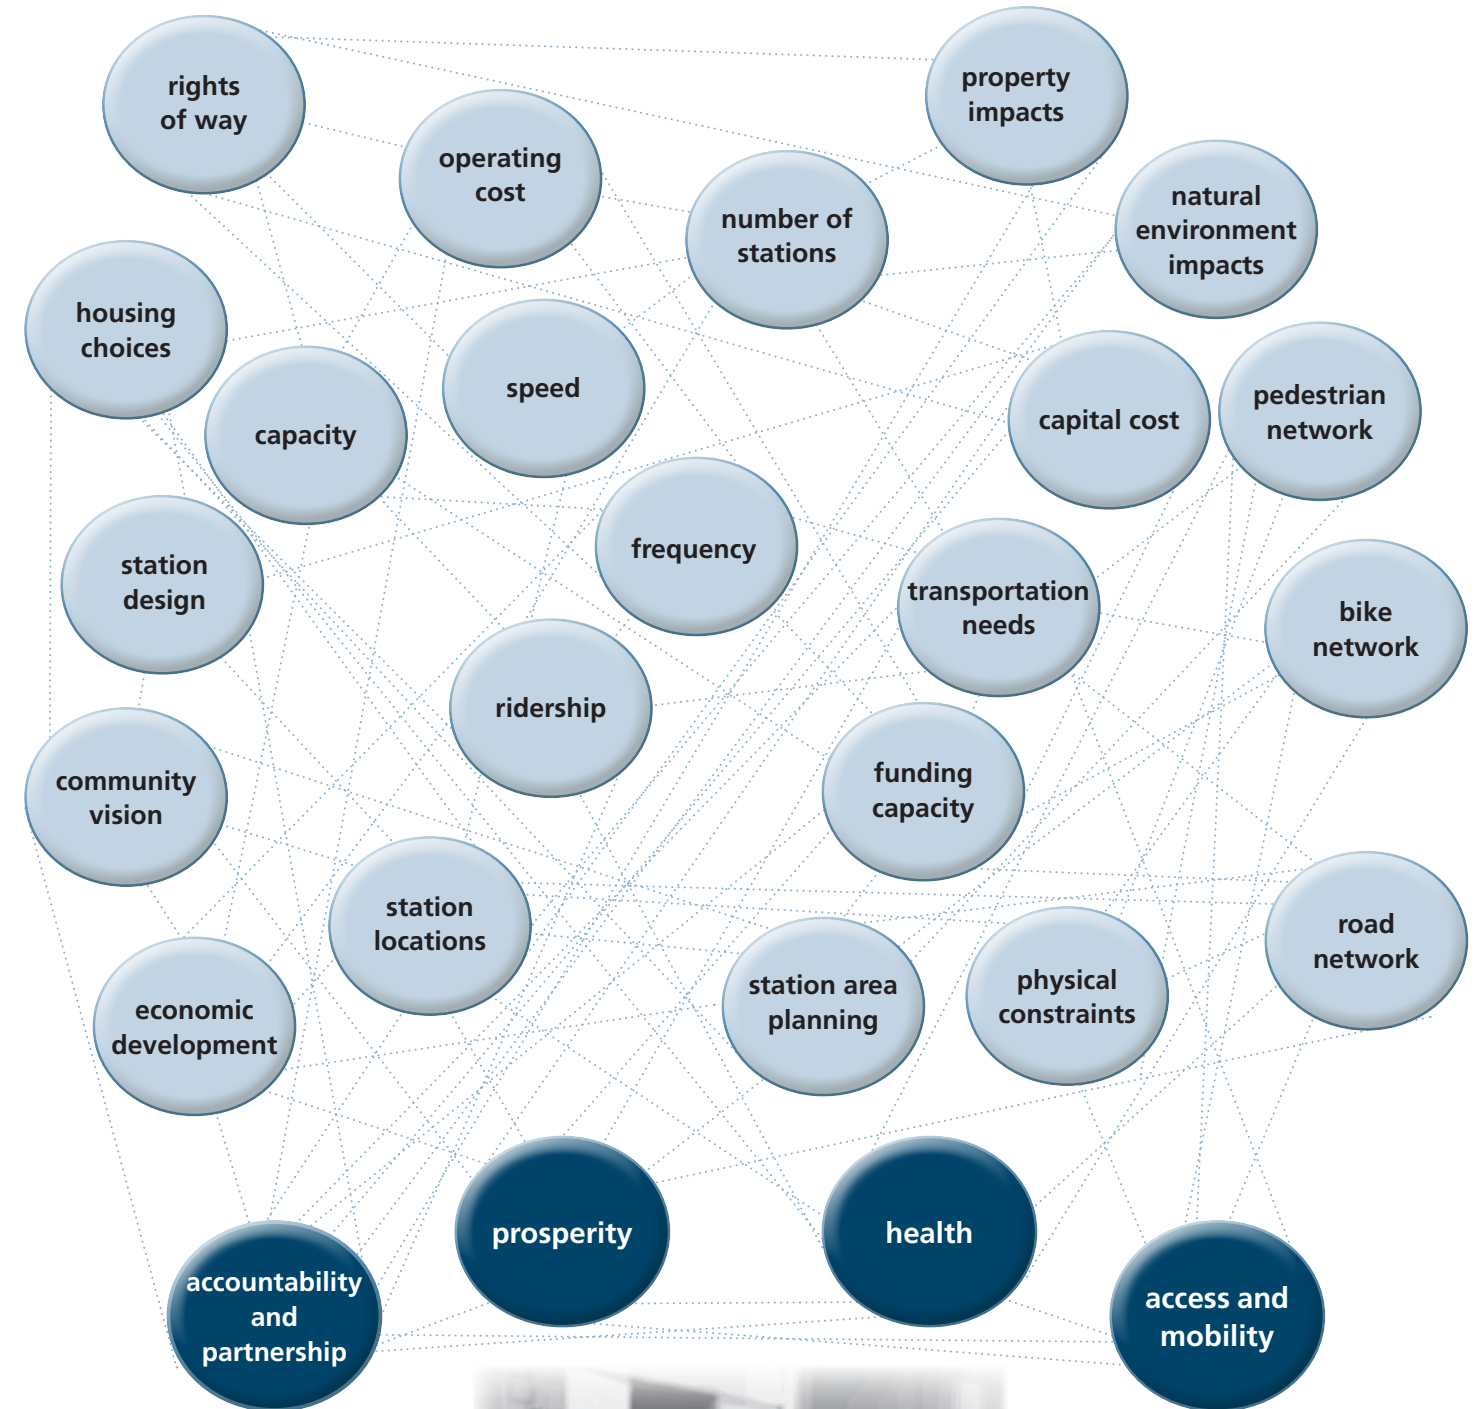 rights
of way
property
impacts
operating
cost
number of
stations
natural
environment
impacts
housing
choices
speed
capacity
capital cost
pedestrian
network
station
design
frequency
transportation
needs
bike
network
ridership
community
vision
funding
capacity
station
locations
road
network
economic
development
station area
planning
physical
constraints
prosperity
health
accountability
and
partnership
access and
mobility